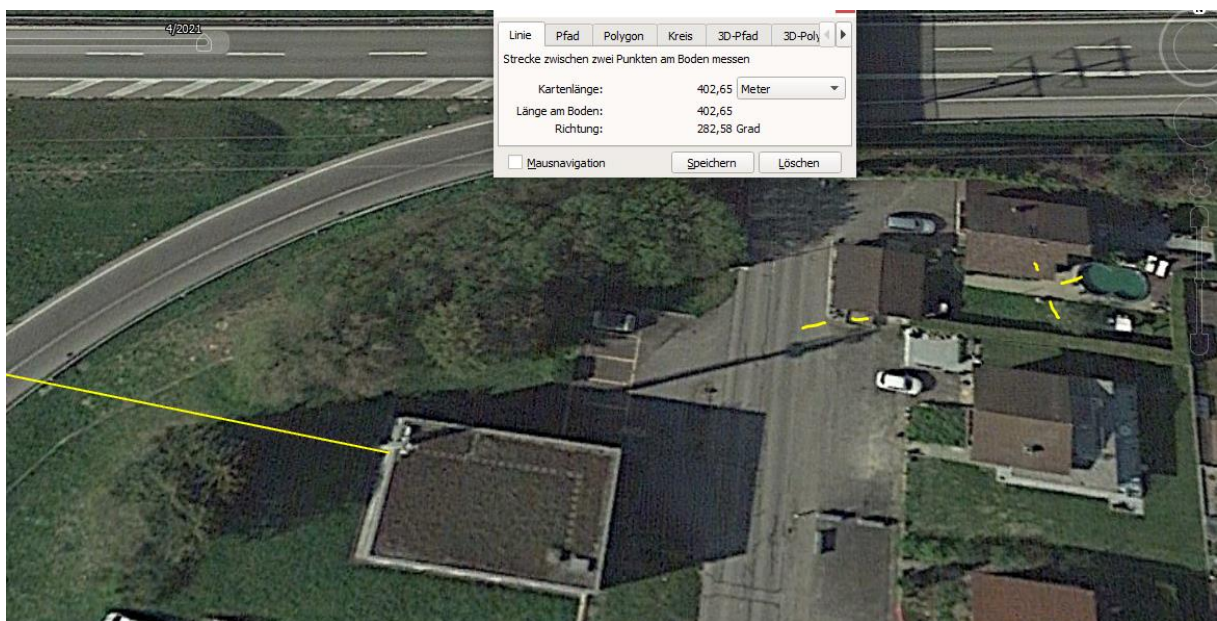 4/2021
Linie Pfad Polygon Kreis 3D-Pfad 3D-Poly
Strecke zwischen zwei Punkten am Boden messen
Kartenlänge: 402,65 Meter
Länge am Boden: 402,65
Richtung: 282,58 Grad
Mausnavigation Speichern Löschen